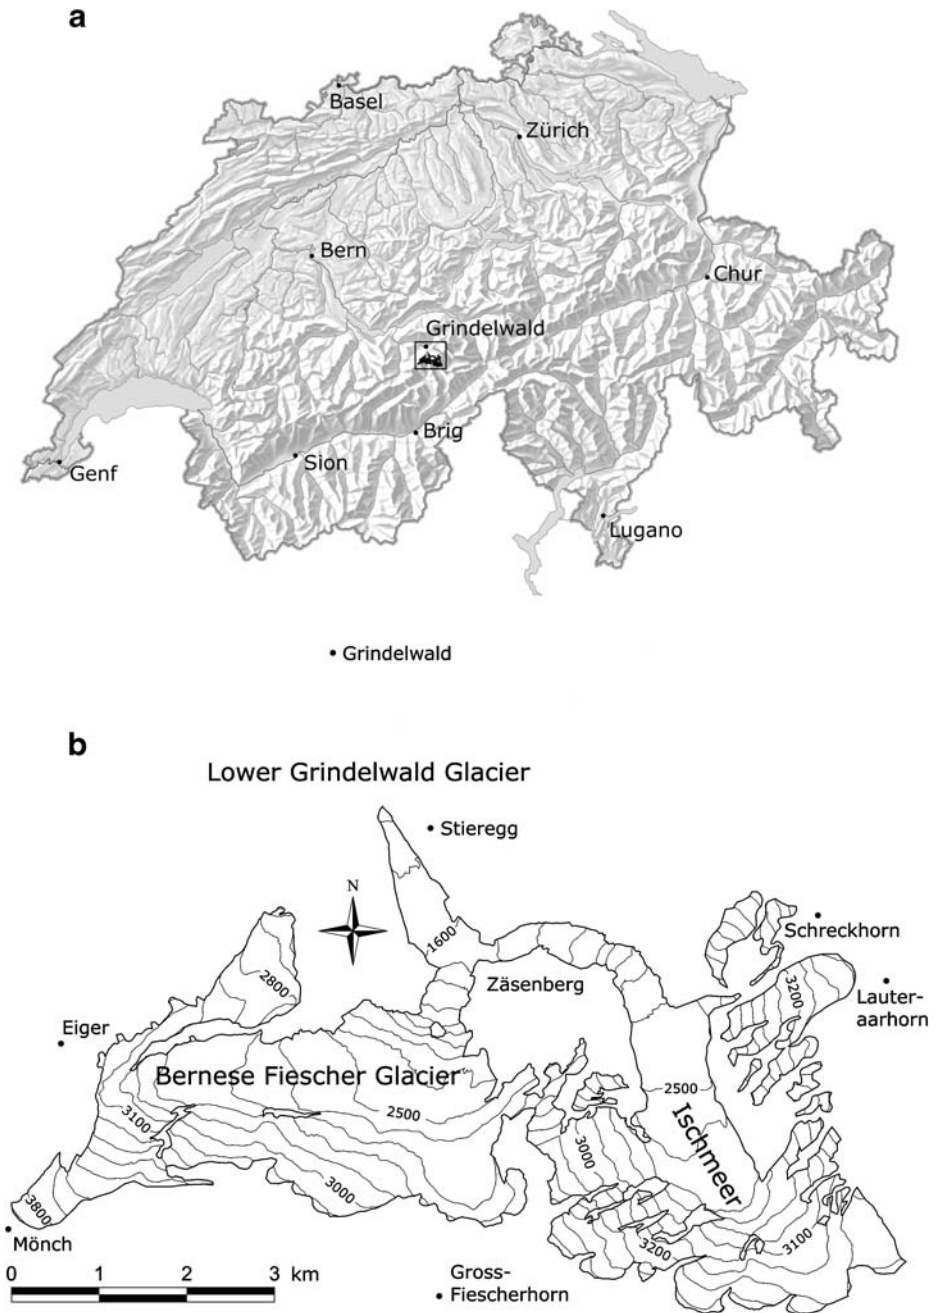 a
Basel
Zürich
Bern
Chur
Grindelwald
Brig
Sion
Genf
Lugano
Grindelwald
b
Lower Grindelwald Glacier
Stieregg
N
Schreckhorn
1600
Zäsenberg
2800
3200
Lauter-
aarhorn
Eiger
Bernese Fiescher Glacier
2500
2500
Ischmeer
3100
3000
3000
3800
3200
3100
Mönch
0 1 2 3 km
Gross-
Fiescherhorn